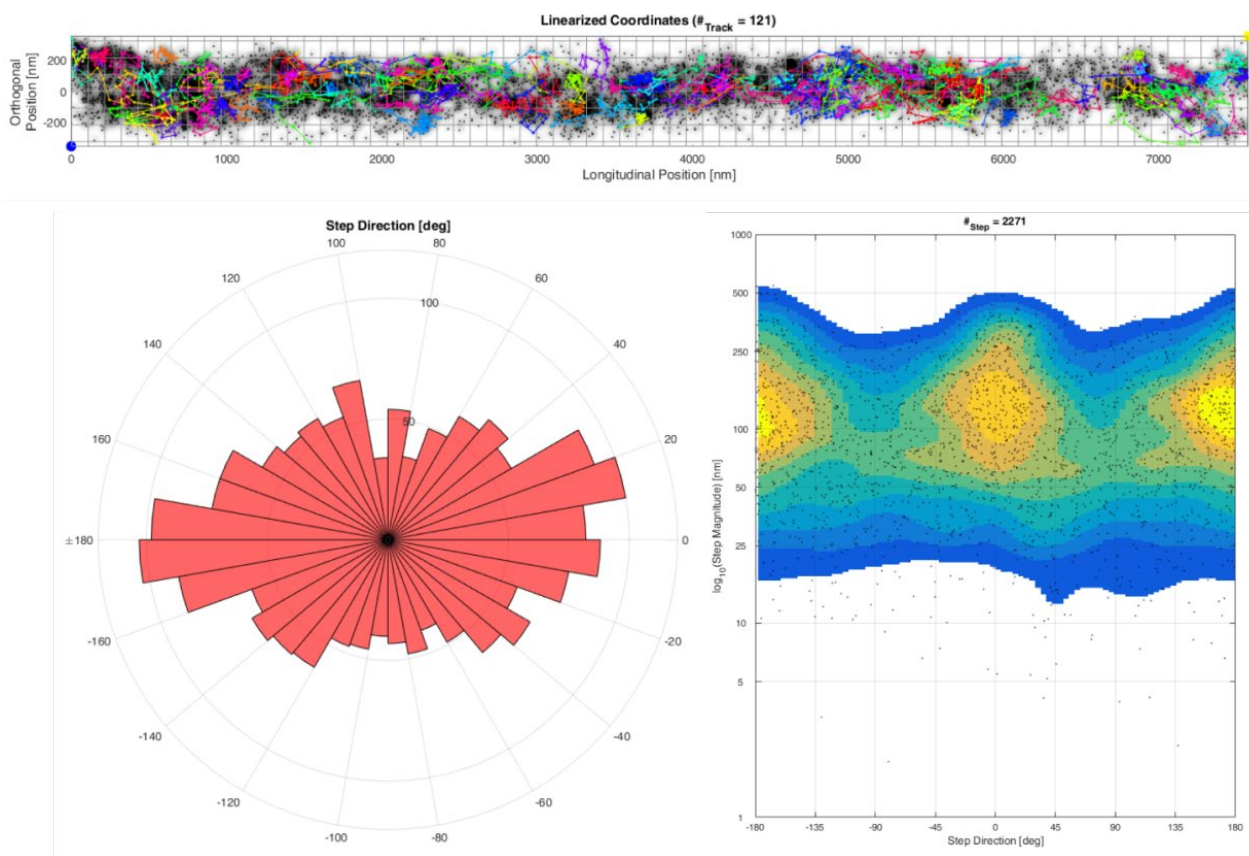 Linearized Coordinates (#Track = 121)
Orthogonal
Position [nm]
200
0
-200
0 1000 2000 3000 4000 5000 6000 7000
Longitudinal Position [nm]
Step Direction [deg]
100 80
120 60
100
140 40
50
160 20
±180 0
-160 -20
-140 -40
-120 -60
-100 -80
#Step = 2271
log10(Step Magnitude) [nm]
1000
500
250
100
50
25
10
5
1
-180 -135 -90 -45 0 45 90 135 180
Step Direction [deg]